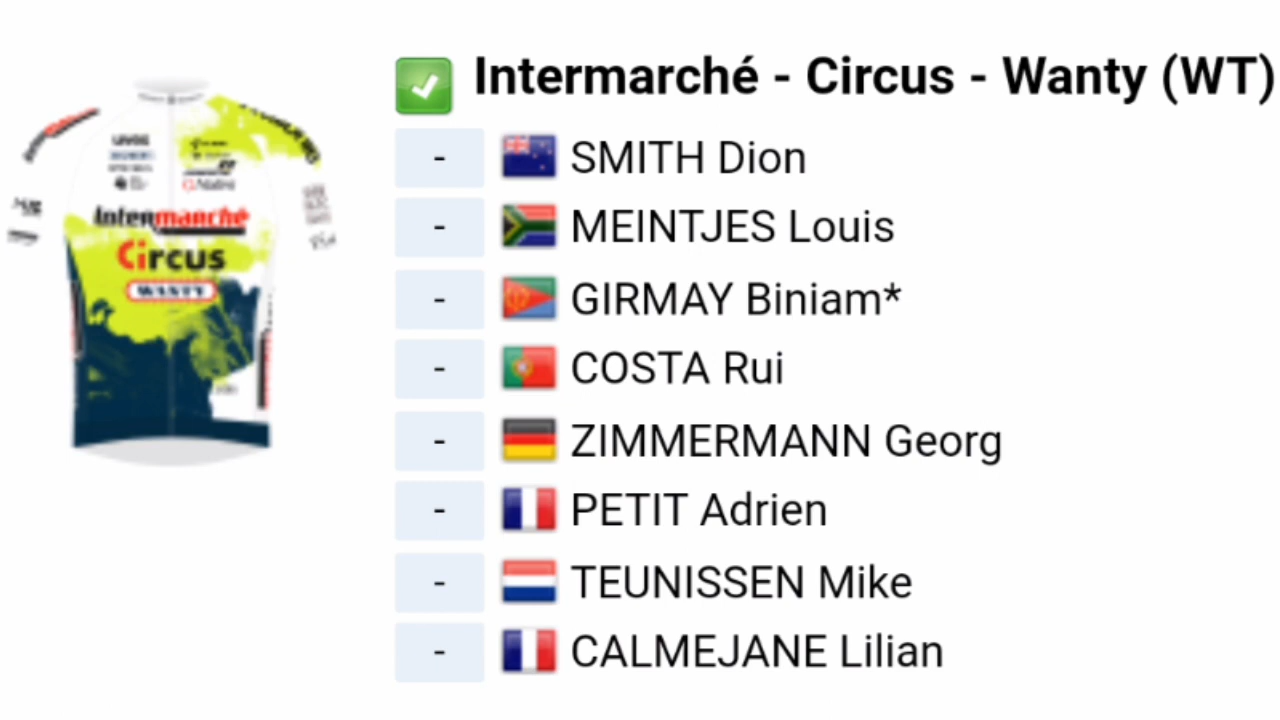 Intermarché - Circus - Wanty (WT)
- SMITH Dion
- MEINTJES Louis
- GIRMAY Biniam*
- COSTA Rui
- ZIMMERMANN Georg
- PETIT Adrien
- TEUNISSEN Mike
- CALMEJANE Lilian
Intermarché
Circus
WANTY